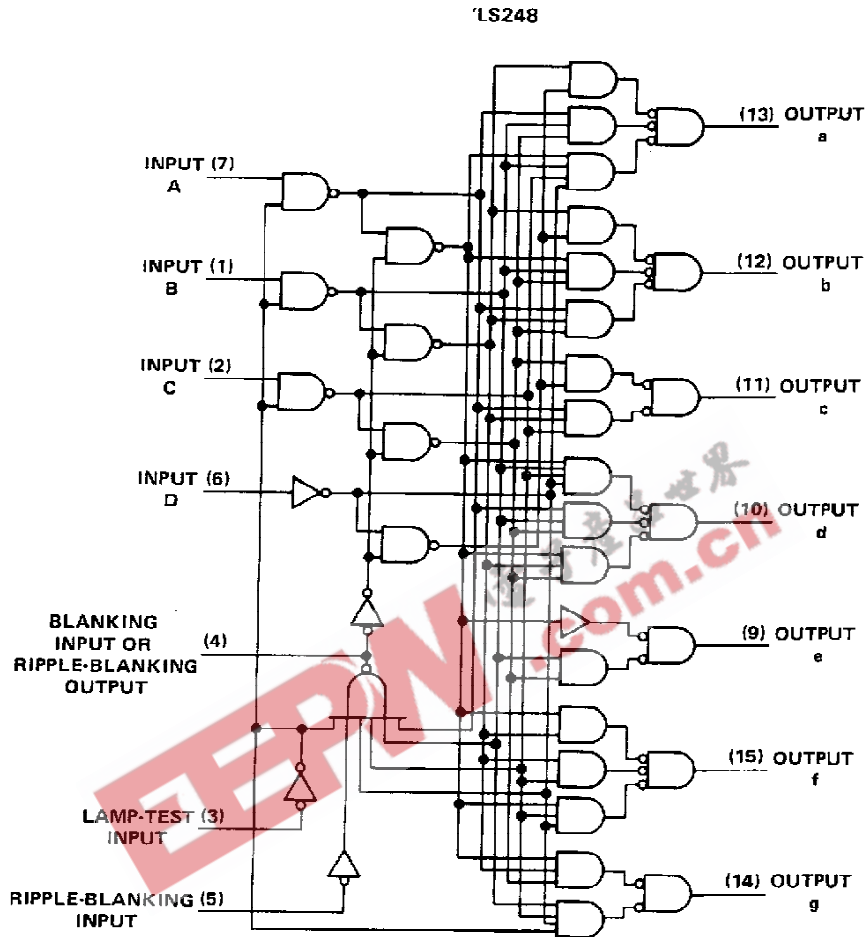 'LS248
(13) OUTPUT
a
INPUT (7)
A
INPUT (1)
B
(12) OUTPUT
b
INPUT (2)
C
(11) OUTPUT
c
INPUT (6)
D
(10) OUTPUT
d
BLANKING
INPUT OR
RIPPLE-BLANKING
OUTPUT
(4)
(9) OUTPUT
e
(15) OUTPUT
f
LAMP-TEST (3)
INPUT
RIPPLE-BLANKING (5)
INPUT
(14) OUTPUT
g
EEPW.com.cn